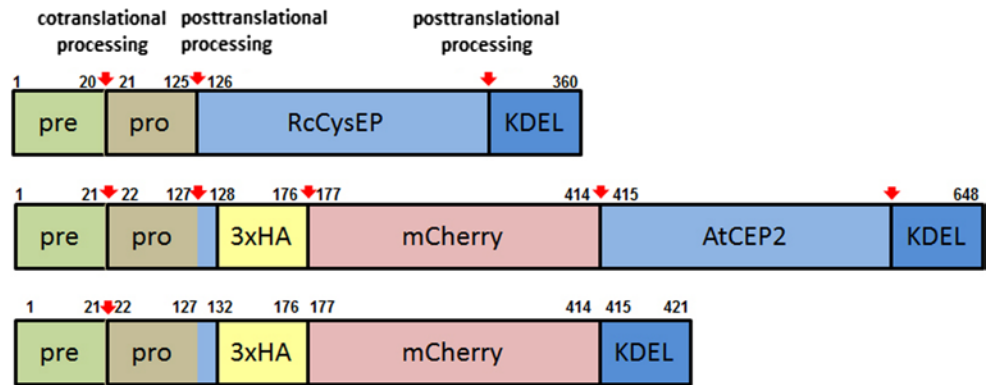 cotranslational processing
posttranslational processing
posttranslational processing
1 20 21 125 126 360
pre pro RcCysEP KDEL
1 21 22 127 128 176 177 414 415 648
pre pro 3xHA mCherry AtCEP2 KDEL
1 21 22 127 132 176 177 414 415 421
pre pro 3xHA mCherry KDEL